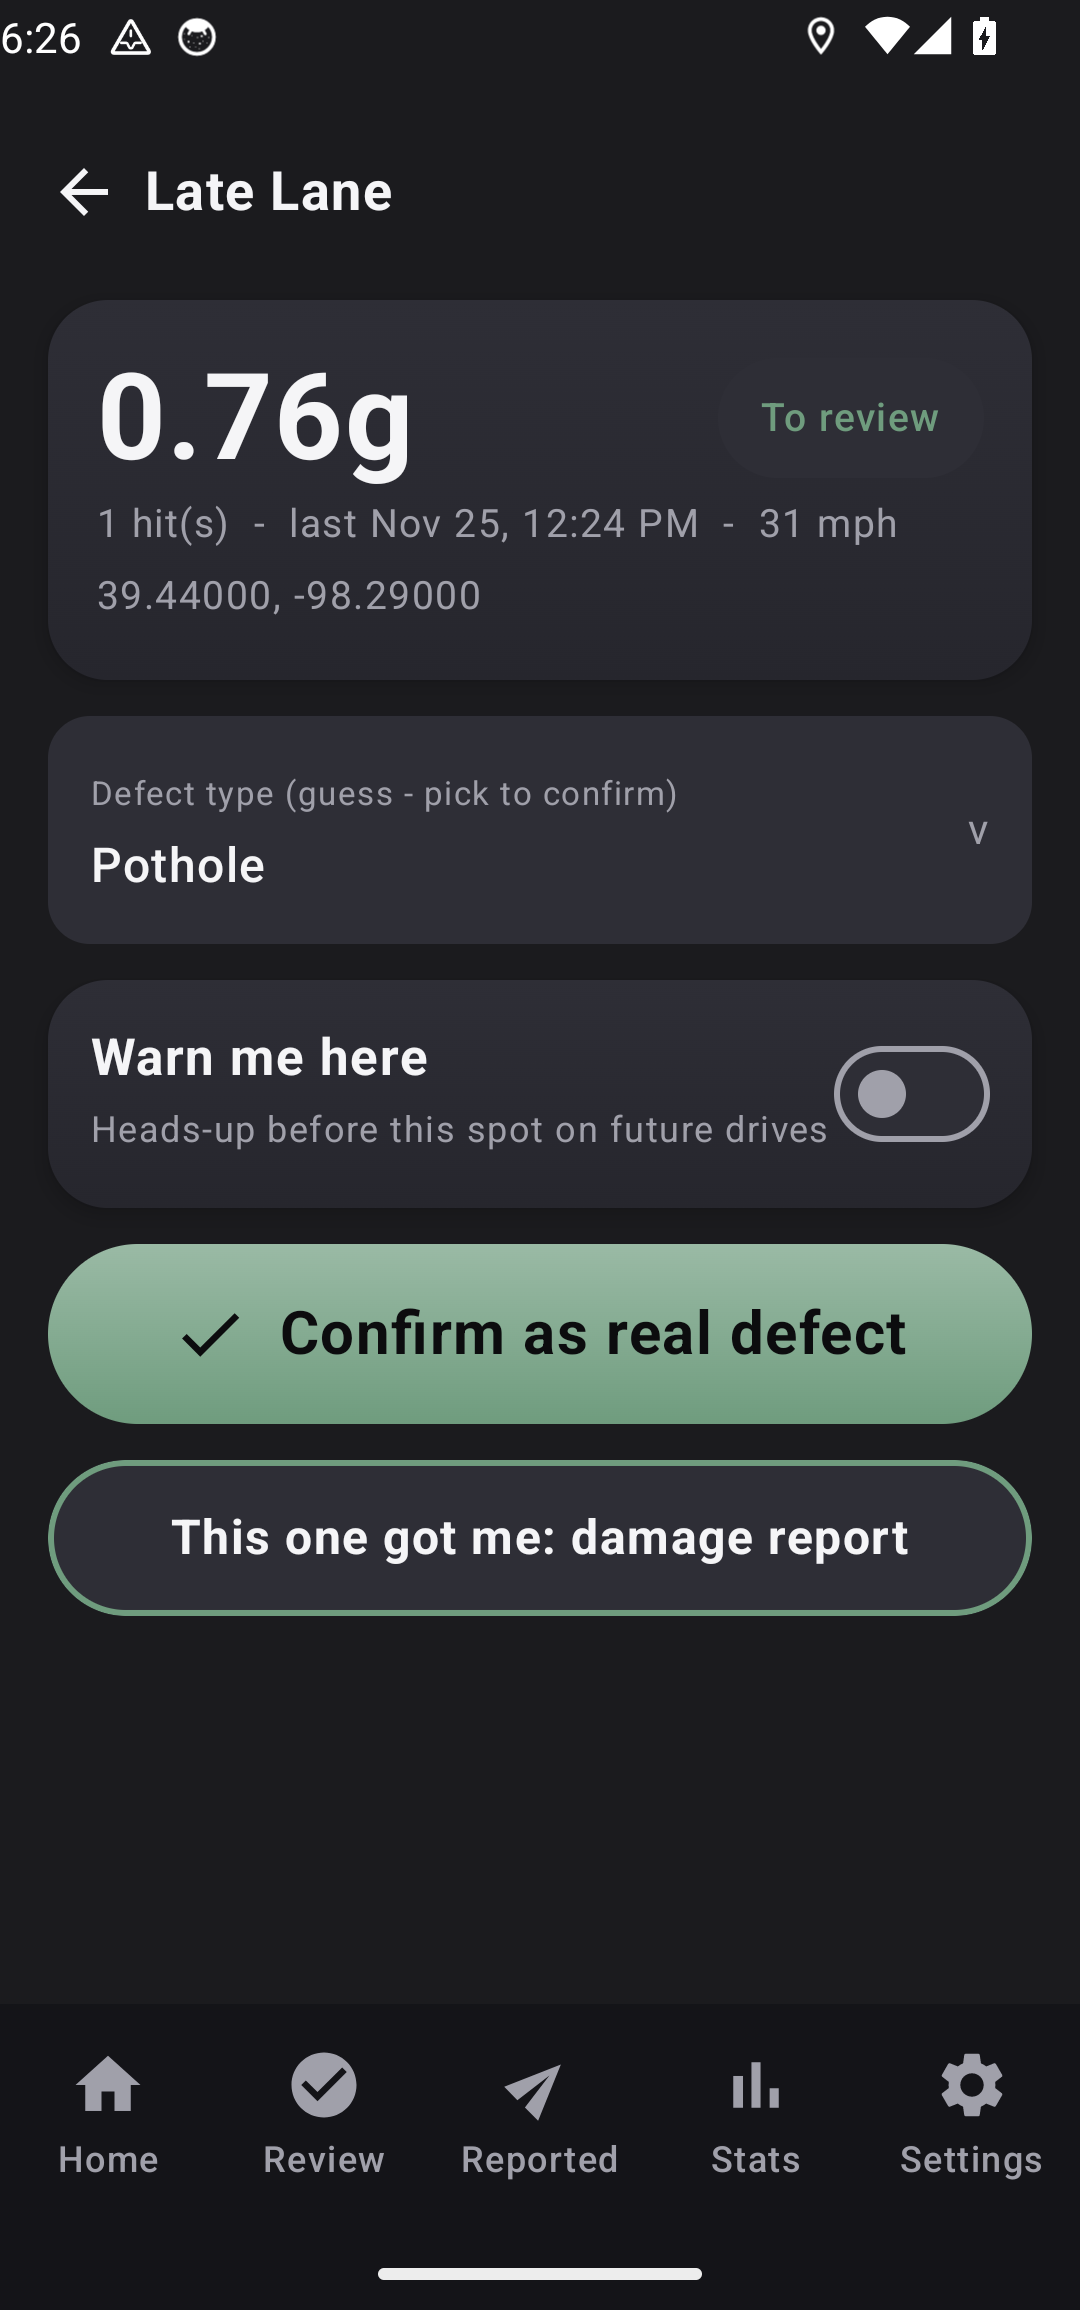 6:26
Late Lane
0.76g
To review
1 hit(s) - last Nov 25, 12:24 PM - 31 mph
39.44000, -98.29000
Defect type (guess - pick to confirm)
Pothole
v
Warn me here
Heads-up before this spot on future drives
Confirm as real defect
This one got me: damage report
Home
Review
Reported
Stats
Settings